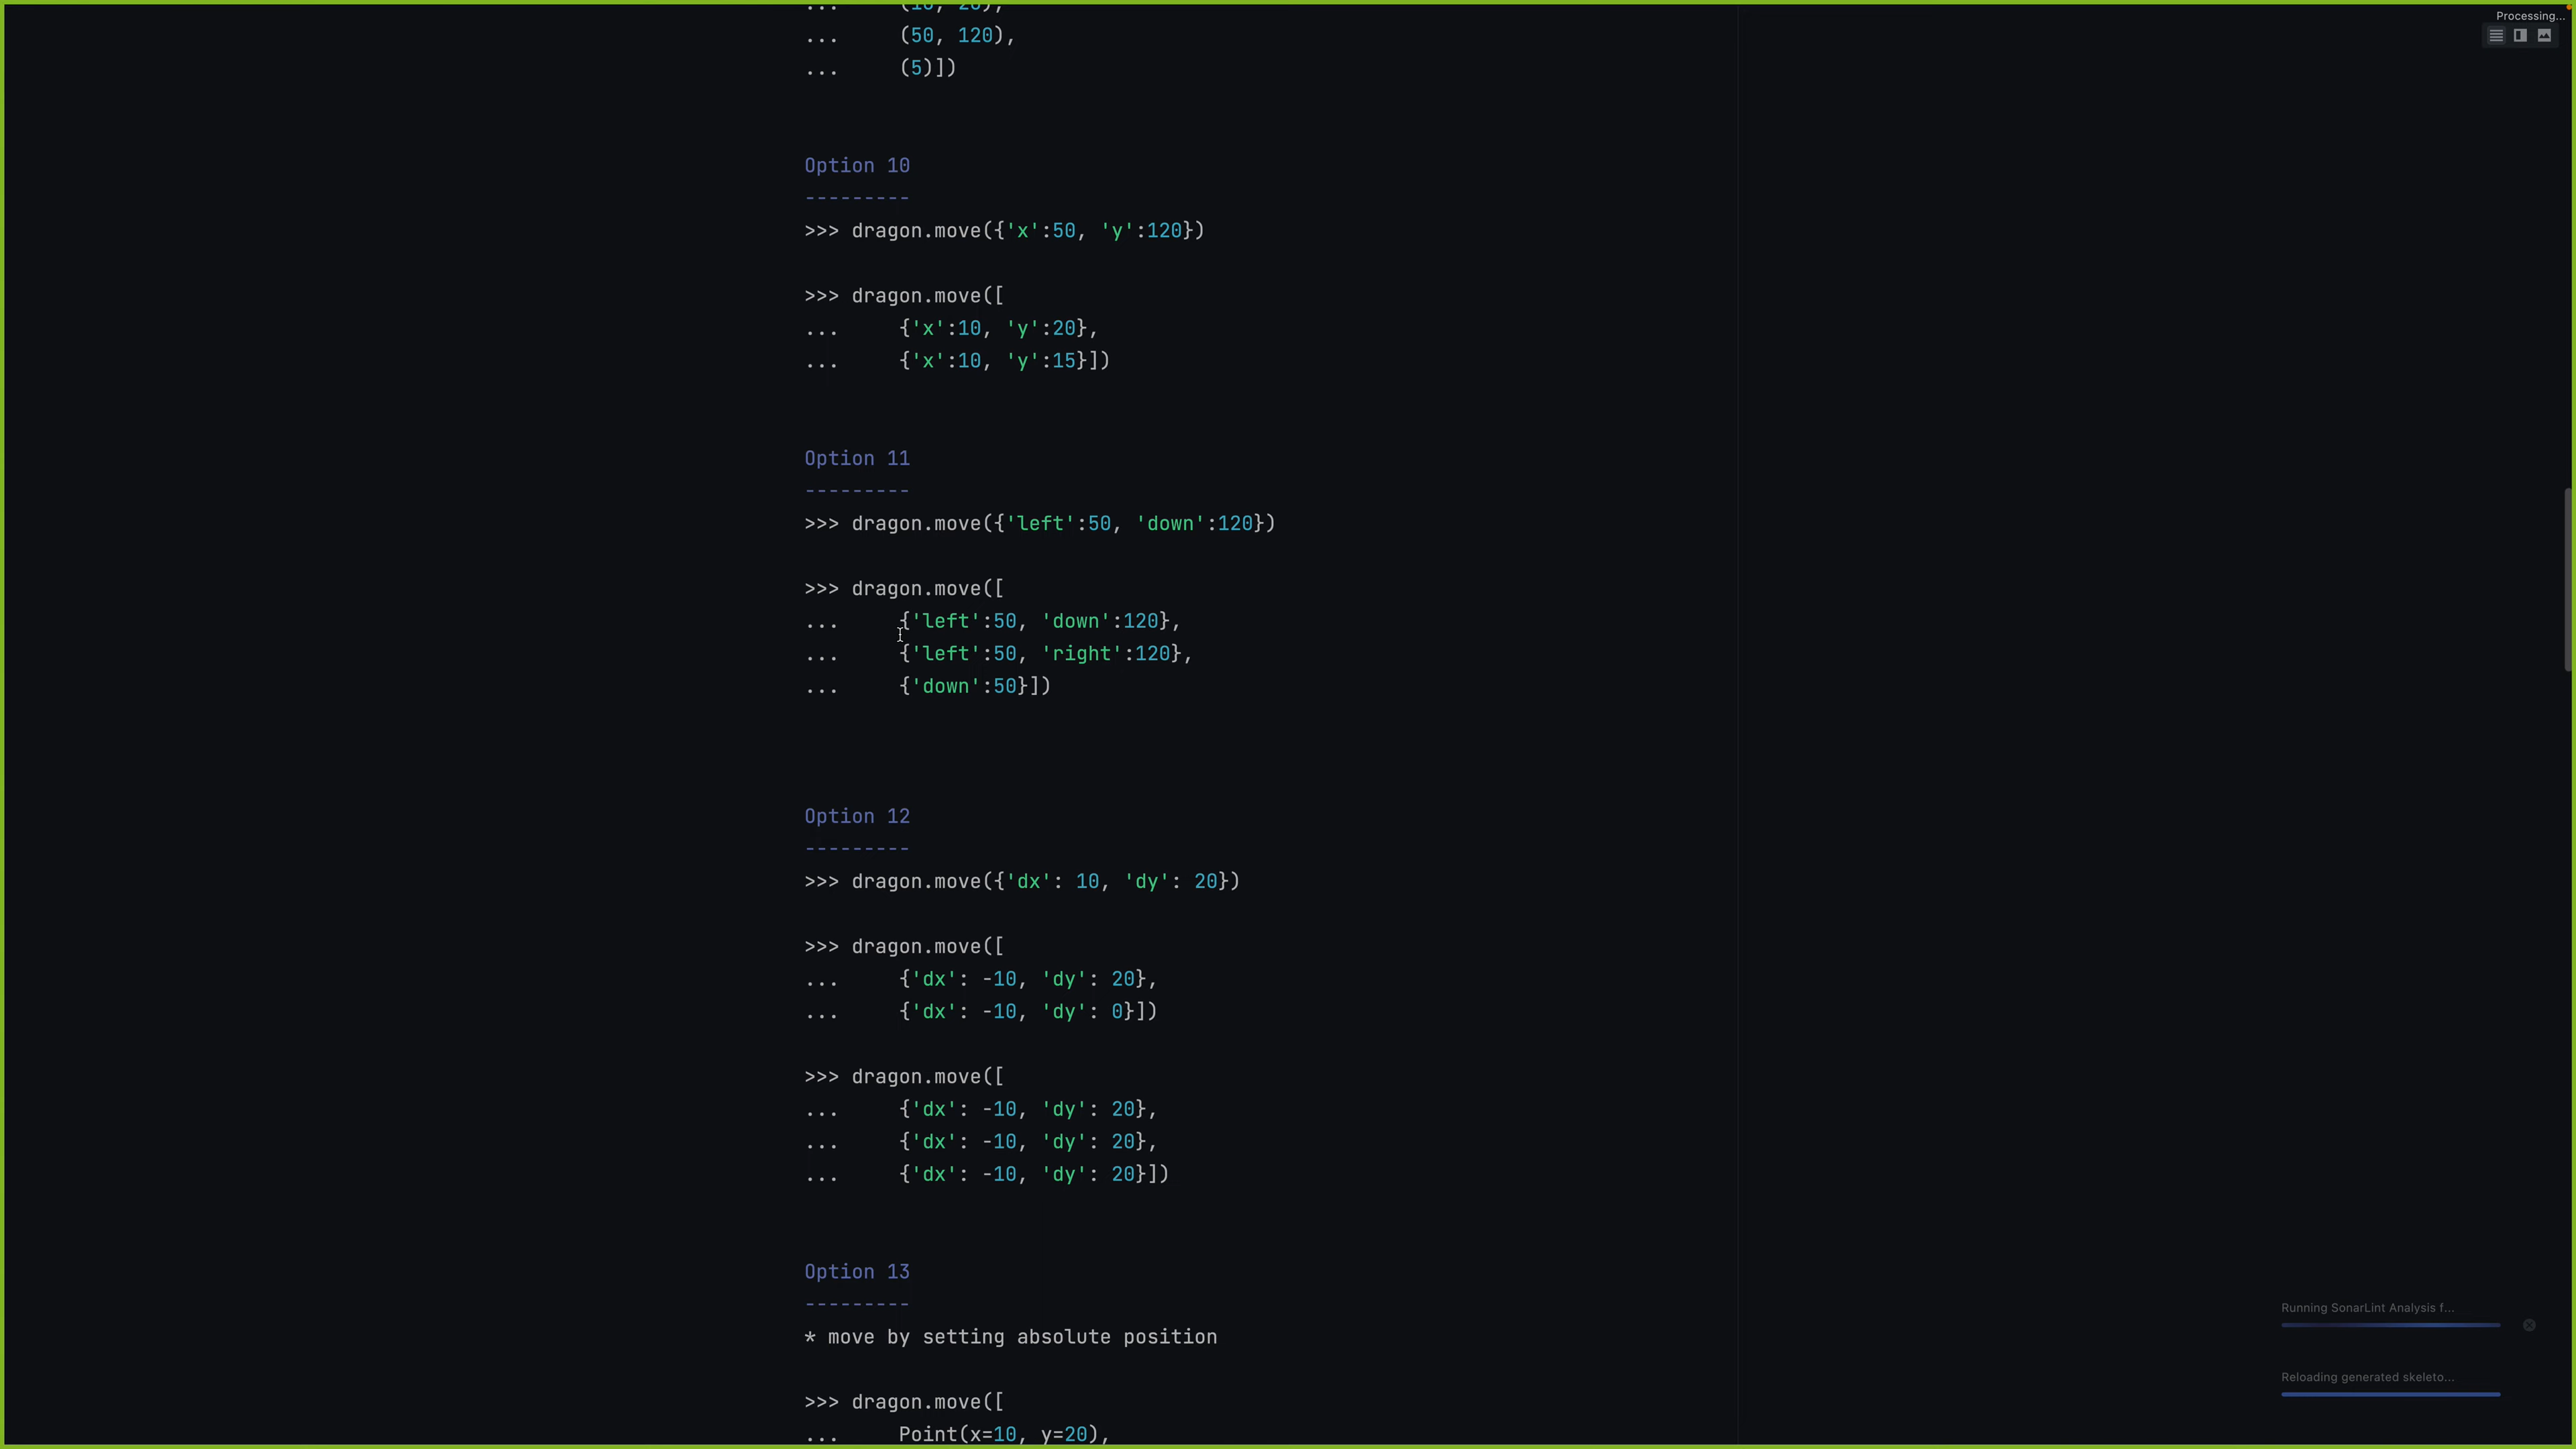 ...     (10, 20),
Processing...
...     (50, 120),
...     (5)])
Option 10
---------
>>> dragon.move({'x':50, 'y':120})
>>> dragon.move([
...     {'x':10, 'y':20},
...     {'x':10, 'y':15}])
Option 11
---------
>>> dragon.move({'left':50, 'down':120})
>>> dragon.move([
...     {'left':50, 'down':120},
...     {'left':50, 'right':120},
...     {'down':50}])
Option 12
---------
>>> dragon.move({'dx': 10, 'dy': 20})
>>> dragon.move([
...     {'dx': -10, 'dy': 20},
...     {'dx': -10, 'dy': 0}])
>>> dragon.move([
...     {'dx': -10, 'dy': 20},
...     {'dx': -10, 'dy': 20},
...     {'dx': -10, 'dy': 20}])
Option 13
---------
* move by setting absolute position
>>> dragon.move([
...     Point(x=10, y=20),
Running SonarLint Analysis f...
Reloading generated skeleto...